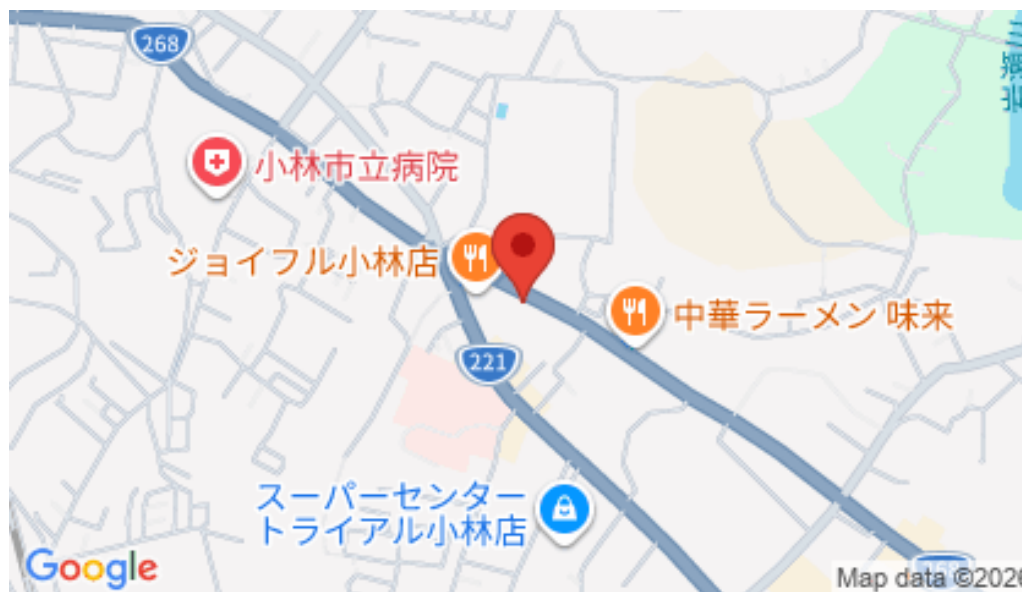 268
小林市立病院
ジョイフル小林店
中華ラーメン 味来
221
スーパーセンター
トライアル小林店
268
Google
Map data ©2026